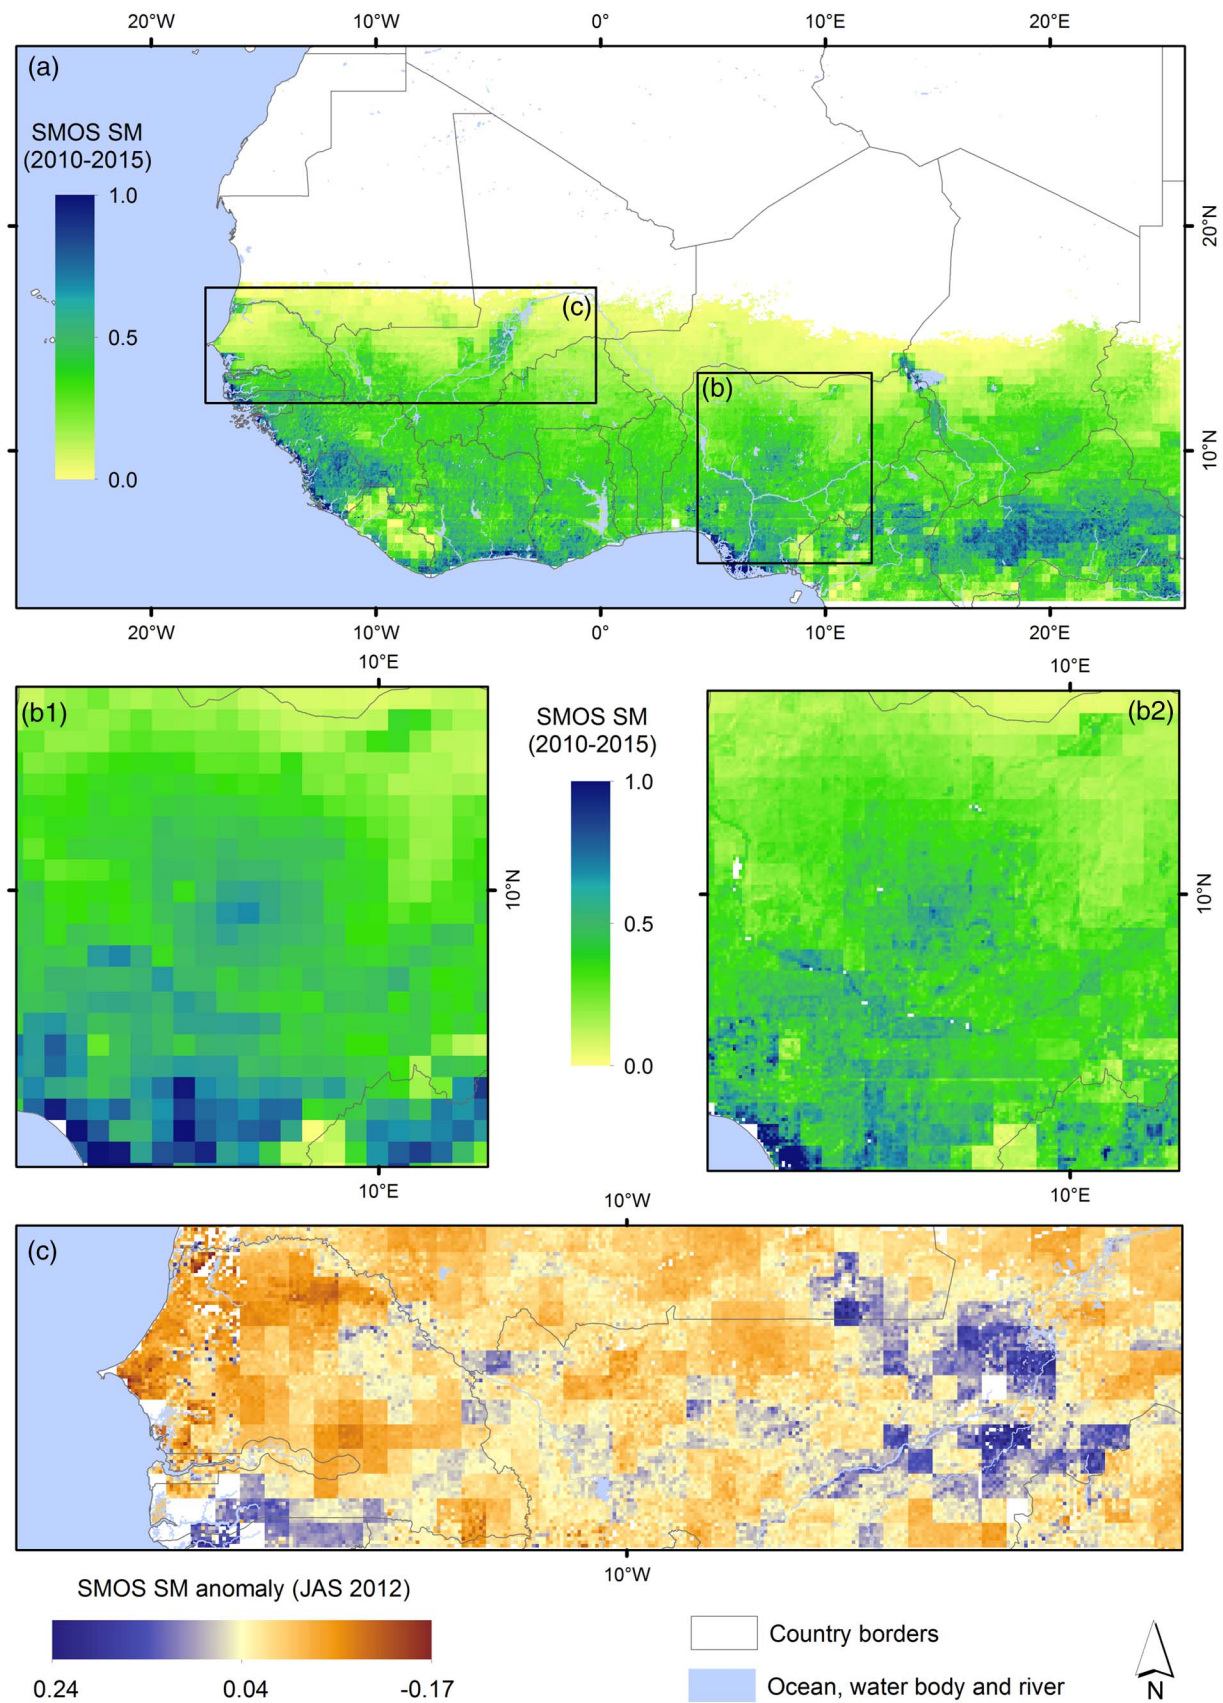 20°W 10°W 0° 10°E 20°E
(a)
SMOS SM
(2010-2015)
1.0
0.5
0.0
20°N
10°N
(c)
(b)
20°W 10°W 0° 10°E 20°E
10°E
10°E
(b1)
SMOS SM
(2010-2015)
1.0
0.5
0.0
(b2)
10°N
10°N
10°E
10°E
10°W
(c)
10°W
SMOS SM anomaly (JAS 2012)
0.24 0.04 -0.17
Country borders
Ocean, water body and river
N